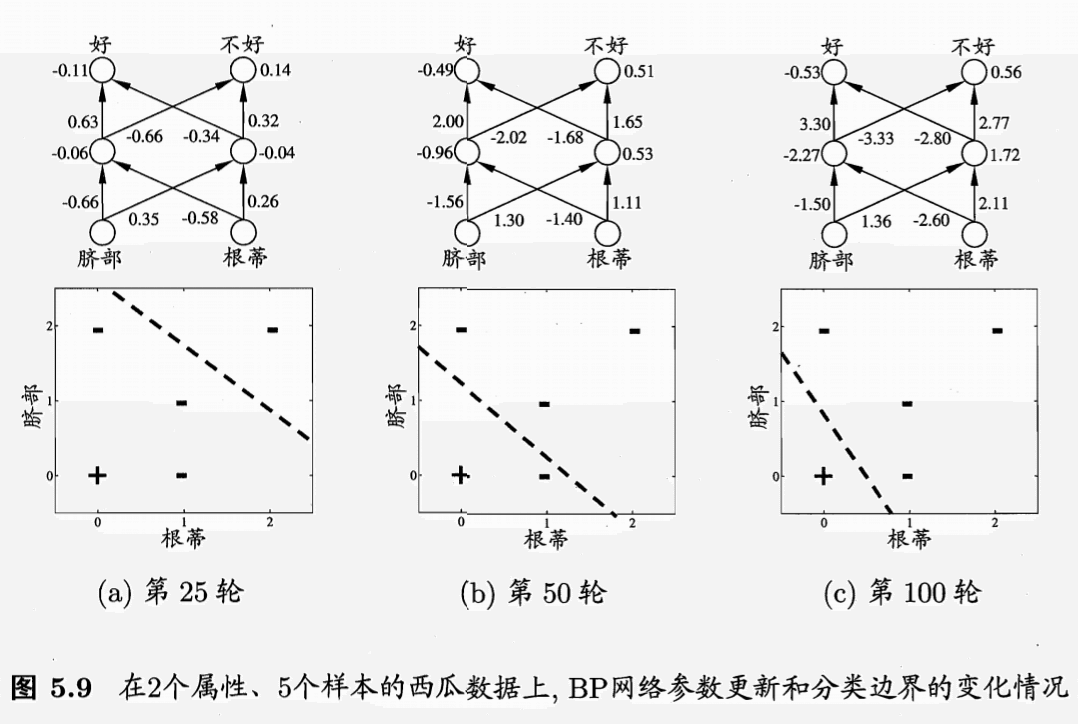 好 不好 好 不好 好 不好
-0.11 0.14 -0.49 0.51 -0.53 0.56
0.63 -0.66 -0.34 0.32 2.00 -2.02 -1.68 1.65 3.30 -3.33 -2.80 2.77
-0.06 -0.04 -0.96 0.53 -2.27 1.72
-0.66 0.35 -0.58 0.26 -1.56 1.30 -1.40 1.11 -1.50 1.36 -2.60 2.11
脐部 根蒂 脐部 根蒂 脐部 根蒂
2 2 2
1 1 1
脐部 脐部 脐部
0 0 0
0 1 2 0 1 2 0 1 2
根蒂 根蒂 根蒂
(a) 第 25 轮 (b) 第 50 轮 (c) 第 100 轮
图 5.9 在2个属性、5个样本的西瓜数据上, BP网络参数更新和分类边界的变化情况